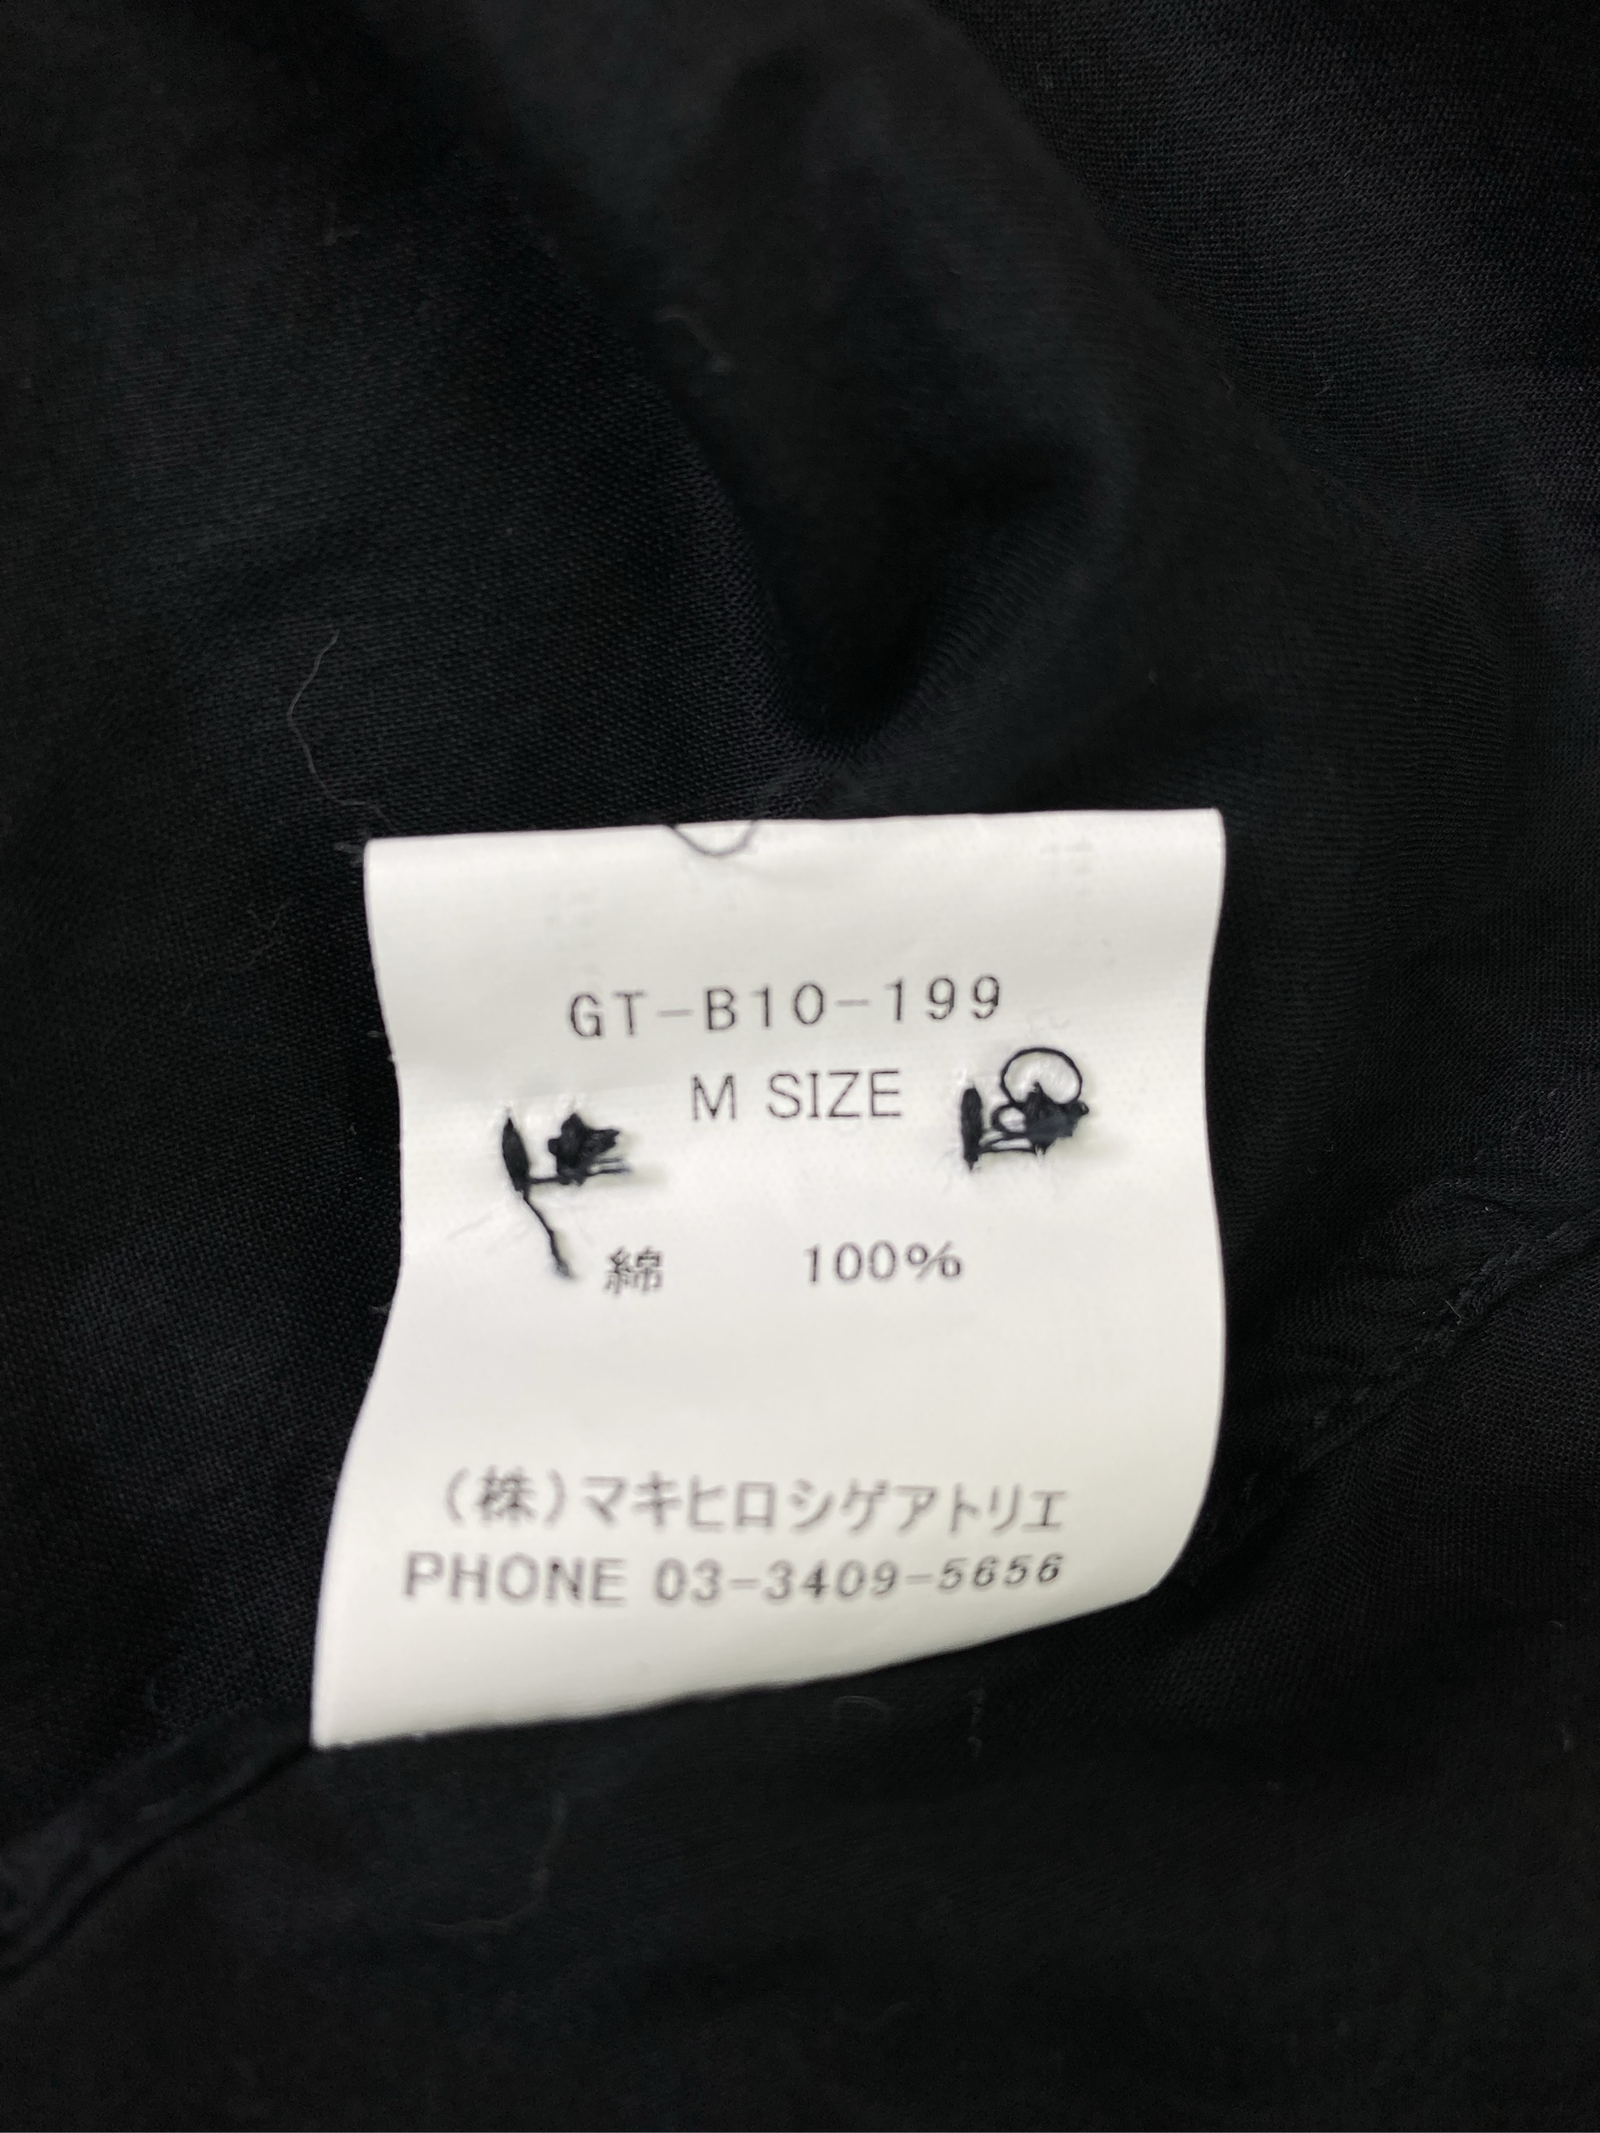 GT-B10-199
M SIZE
綿 100%
(株)マキヒロシゲアトリエ
PHONE 03-3409-5656